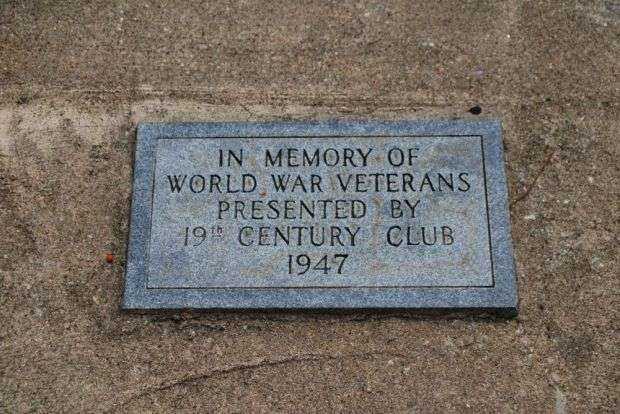 IN MEMORY OF
WORLD WAR VETERANS
PRESENTED BY
19th CENTURY CLUB
1947